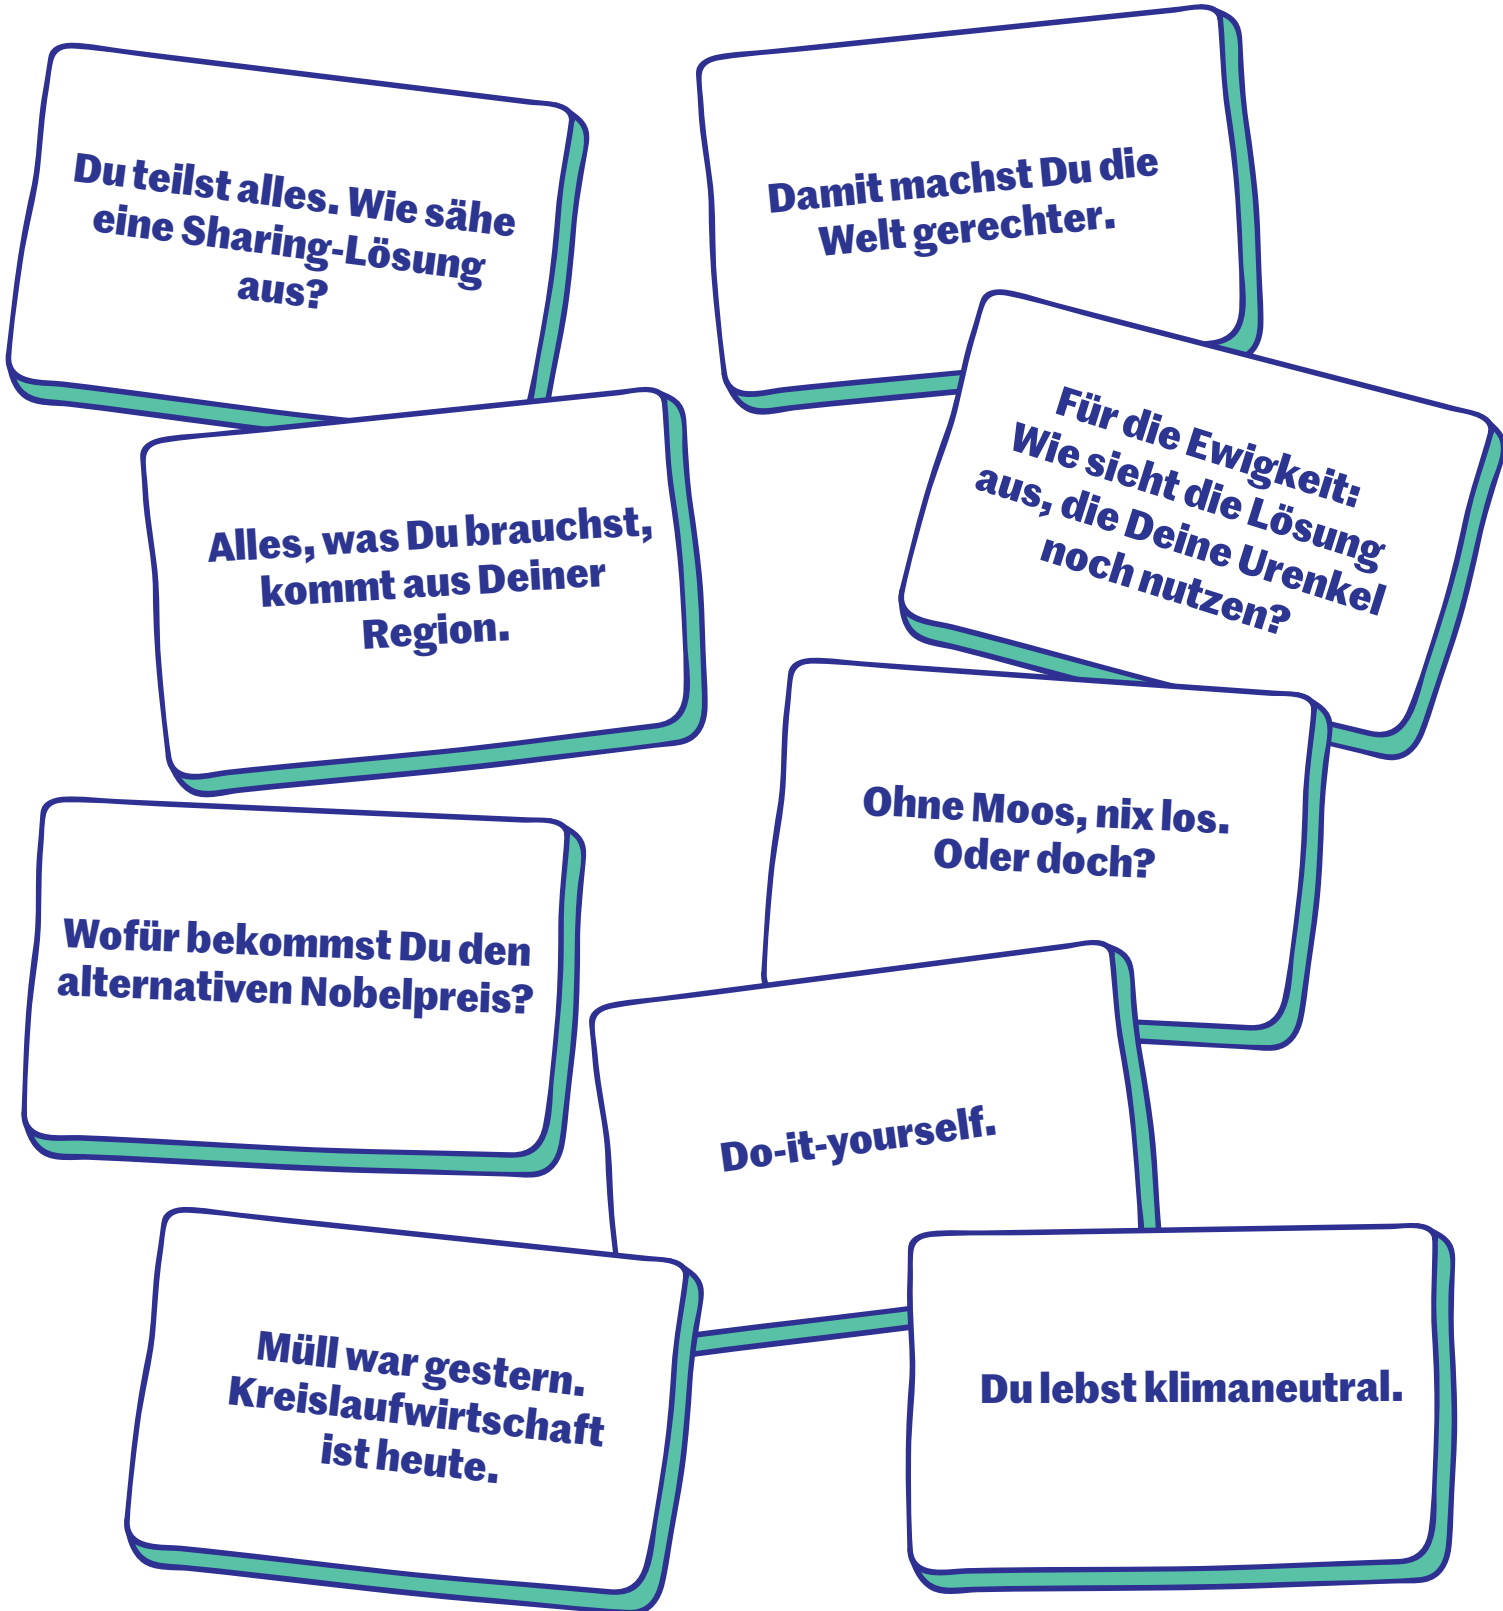 Du teilst alles. Wie sähe
eine Sharing-Lösung
aus?
Damit machst Du die
Welt gerechter.
Für die Ewigkeit:
Wie sieht die Lösung
aus, die Deine Urenkel
noch nutzen?
Alles, was Du brauchst,
kommt aus Deiner
Region.
Ohne Moos, nix los.
Oder doch?
Wofür bekommst Du den
alternativen Nobelpreis?
Do-it-yourself.
Müll war gestern.
Kreislaufwirtschaft
ist heute.
Du lebst klimaneutral.